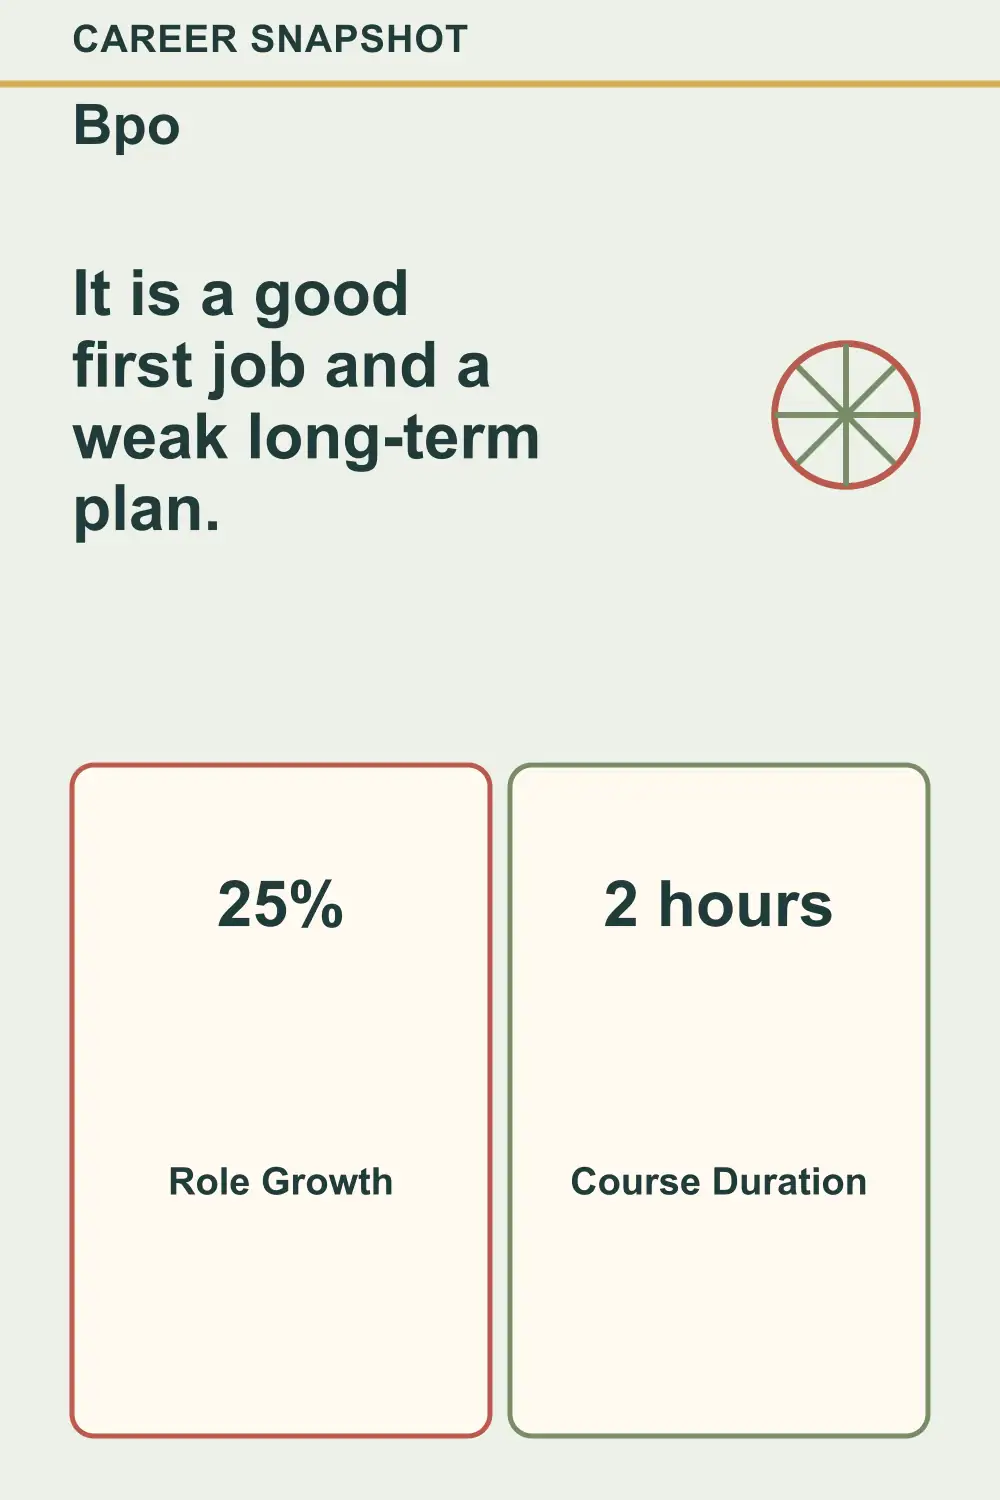 CAREER SNAPSHOT
Bpo
It is a good
first job and a
weak long-term
plan.
25%
Role Growth
2 hours
Course Duration